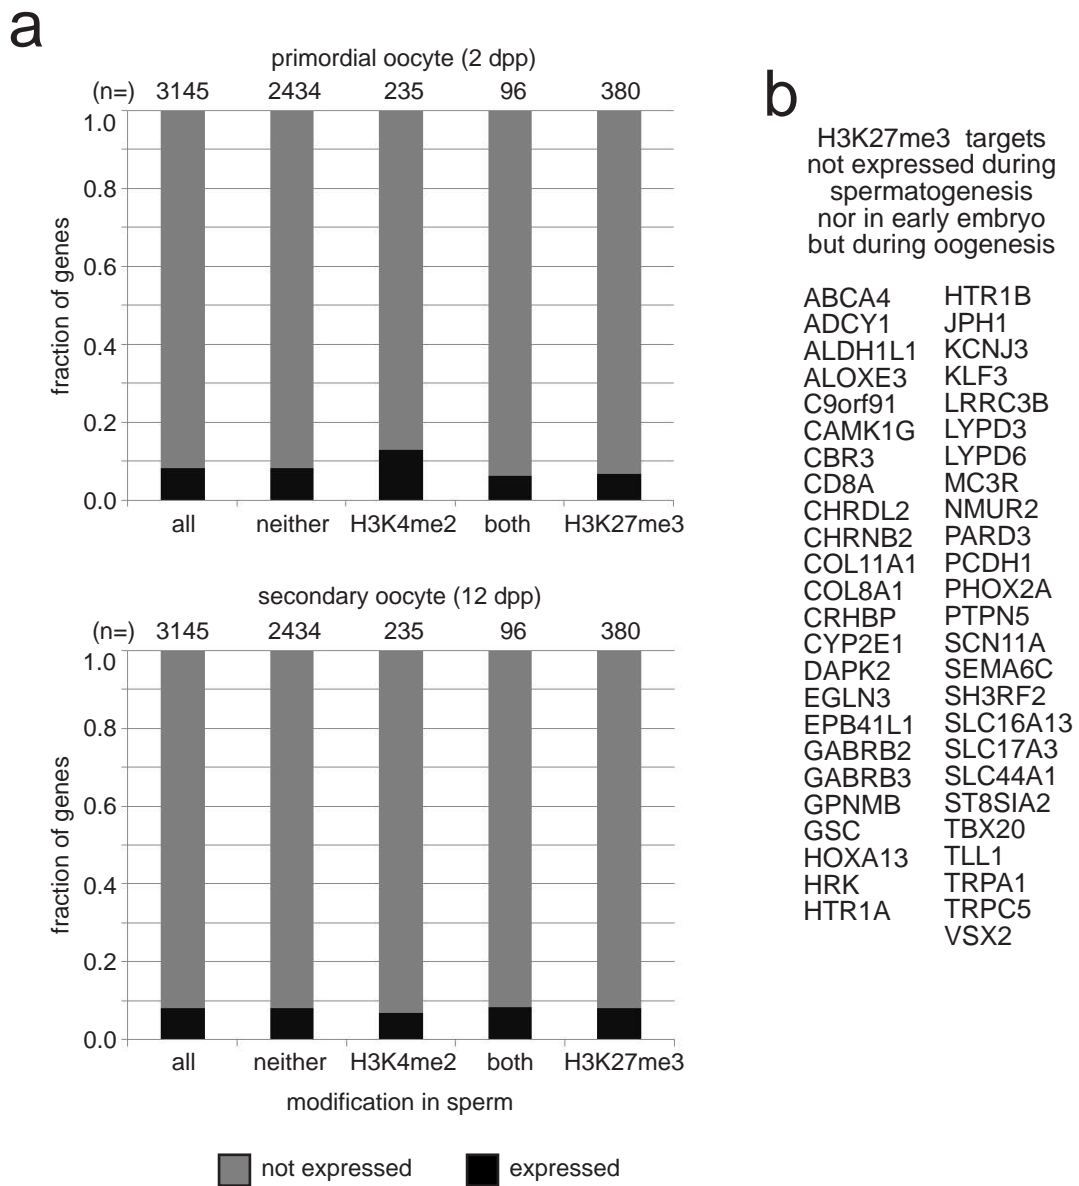 a
primordial oocyte (2 dpp)
(n=) 3145 2434 235 96 380
1.0
0.8
0.6
0.4
0.2
0.0
fraction of genes
all neither H3K4me2 both H3K27me3
secondary oocyte (12 dpp)
(n=) 3145 2434 235 96 380
1.0
0.8
0.6
0.4
0.2
0.0
fraction of genes
all neither H3K4me2 both H3K27me3
modification in sperm
not expressed expressed
b
H3K27me3 targets
not expressed during
spermatogenesis
nor in early embryo
but during oogenesis
ABCA4
ADCY1
ALDH1L1
ALOXE3
C9orf91
CAMK1G
CBR3
CD8A
CHRDL2
CHRNB2
COL11A1
COL8A1
CRHBP
CYP2E1
DAPK2
EGLN3
EPB41L1
GABRB2
GABRB3
GPNMB
GSC
HOXA13
HRK
HTR1A
HTR1B
JPH1
KCNJ3
KLF3
LRRC3B
LYPD3
LYPD6
MC3R
NMUR2
PARD3
PCDH1
PHOX2A
PTPN5
SCN11A
SEMA6C
SH3RF2
SLC16A13
SLC17A3
SLC44A1
ST8SIA2
TBX20
TLL1
TRPA1
TRPC5
VSX2